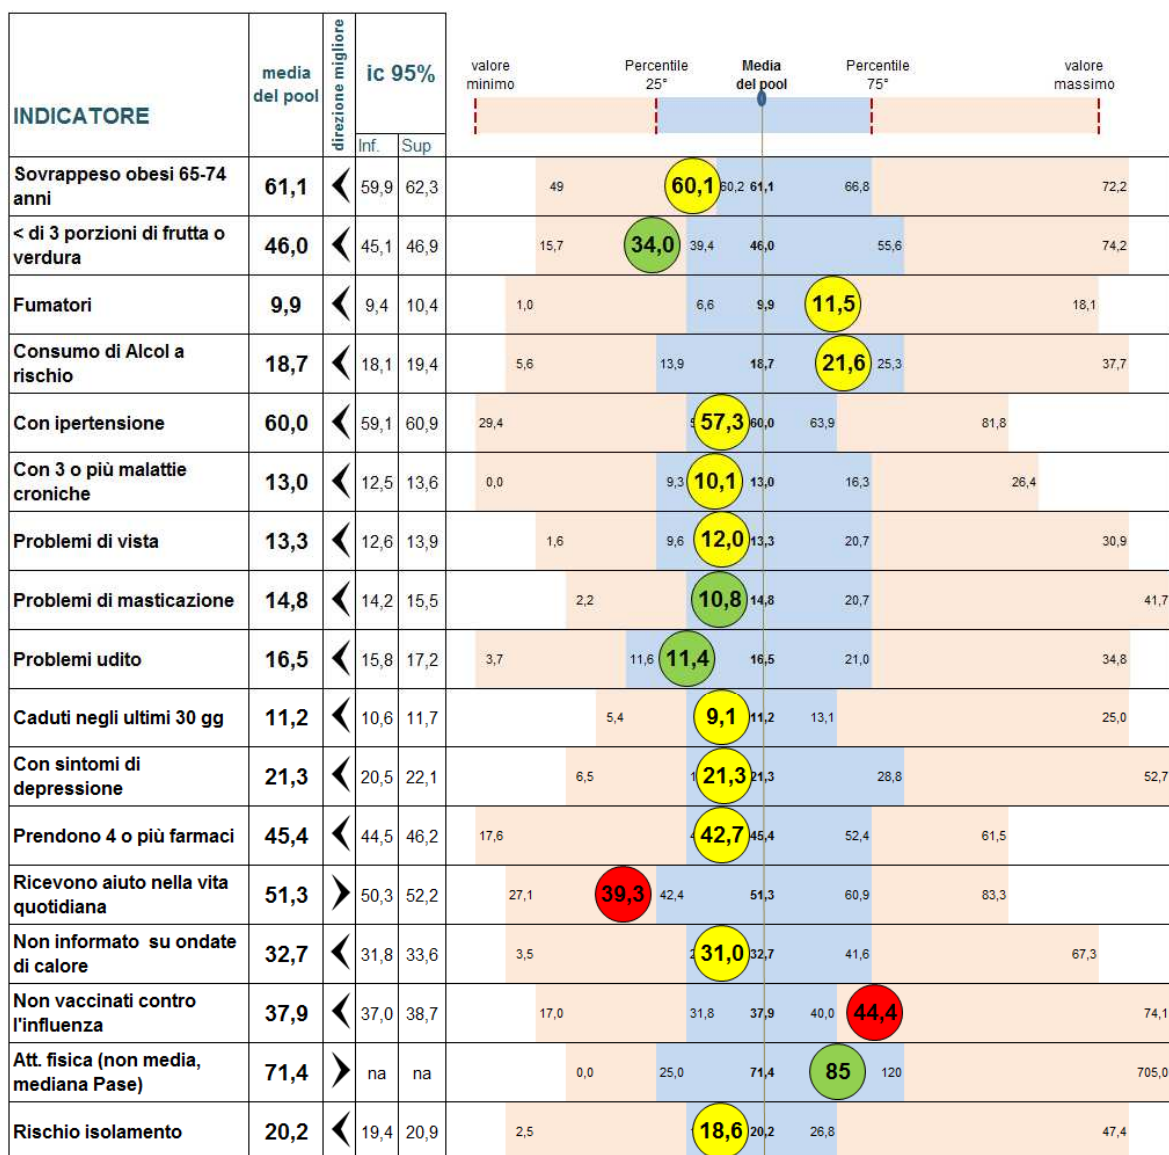 INDICATORE
media del pool
direzione migliore
ic 95%
Inf. Sup
valore minimo
Percentile 25°
Media del pool
Percentile 75°
valore massimo
Sovrappeso obesi 65-74 anni 61,1 59,9 62,3 49 60,1 60,2 61,1 66,8 72,2
< di 3 porzioni di frutta o verdura 46,0 45,1 46,9 15,7 34,0 39,4 46,0 55,6 74,2
Fumatori 9,9 9,4 10,4 1,0 6,6 9,9 11,5 18,1
Consumo di Alcol a rischio 18,7 18,1 19,4 5,6 13,9 18,7 21,6 25,3 37,7
Con ipertensione 60,0 59,1 60,9 29,4 57,3 60,0 63,9 81,8
Con 3 o più malattie croniche 13,0 12,5 13,6 0,0 9,3 10,1 13,0 16,3 26,4
Problemi di vista 13,3 12,6 13,9 1,6 9,6 12,0 13,3 20,7 30,9
Problemi di masticazione 14,8 14,2 15,5 2,2 10,8 14,8 20,7 41,7
Problemi udito 16,5 15,8 17,2 3,7 11,6 11,4 16,5 21,0 34,8
Caduti negli ultimi 30 gg 11,2 10,6 11,7 5,4 9,1 11,2 13,1 25,0
Con sintomi di depressione 21,3 20,5 22,1 6,5 21,3 21,3 28,8 52,7
Prendono 4 o più farmaci 45,4 44,5 46,2 17,6 42,7 45,4 52,4 61,5
Ricevono aiuto nella vita quotidiana 51,3 50,3 52,2 27,1 39,3 42,4 51,3 60,9 83,3
Non informato su ondate di calore 32,7 31,8 33,6 3,5 31,0 32,7 41,6 67,3
Non vaccinati contro l'influenza 37,9 37,0 38,7 17,0 31,8 37,9 40,0 44,4 74,1
Att. fisica (non media, mediana Pase) 71,4 na na 0,0 25,0 71,4 85 120 705,0
Rischio isolamento 20,2 19,4 20,9 2,5 18,6 20,2 26,8 47,4